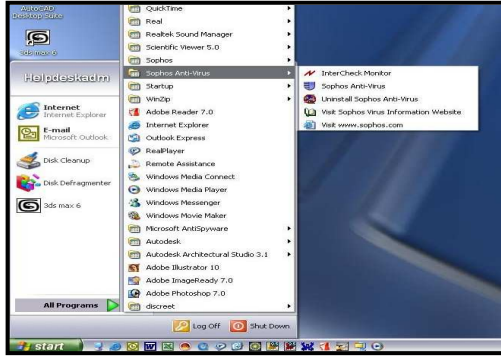 AutoCAD
Desktop Suite
3ds max 6
Helpdeskadm
Internet
Internet Explorer
E-mail
Microsoft Outlook
Disk Cleanup
Disk Defragmenter
3ds max 6
All Programs
QuickTime
Real
Realtek Sound Manager
Scientific Viewer 5.0
Sophos
Sophos Anti-Virus
Startup
WinZip
Adobe Reader 7.0
Internet Explorer
Outlook Express
RealPlayer
Remote Assistance
Windows Media Connect
Windows Media Player
Windows Messenger
Windows Movie Maker
Microsoft AntiSpyware
Autodesk
Autodesk Architectural Studio 3.1
Adobe Illustrator 10
Adobe ImageReady 7.0
Adobe Photoshop 7.0
discreet
InterCheck Monitor
Sophos Anti-Virus
Uninstall Sophos Anti-Virus
Visit Sophos Virus Information Website
Visit www.sophos.com
Log Off
Shut Down
start